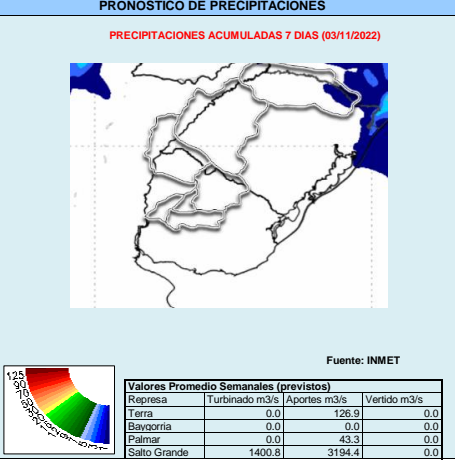 PRONOSTICO DE PRECIPITACIONES
PRECIPITACIONES ACUMULADAS 7 DIAS (03/11/2022)
Fuente: INMET
125
90
70
Valores Promedio Semanales (previstos)
Represa Turbinado m3/s Aportes m3/s Vertido m3/s
Terra 0.0 126.9 0.0
Baygorria 0.0 0.0 0.0
Palmar 0.0 43.3 0.0
Salto Grande 1400.8 3194.4 0.0